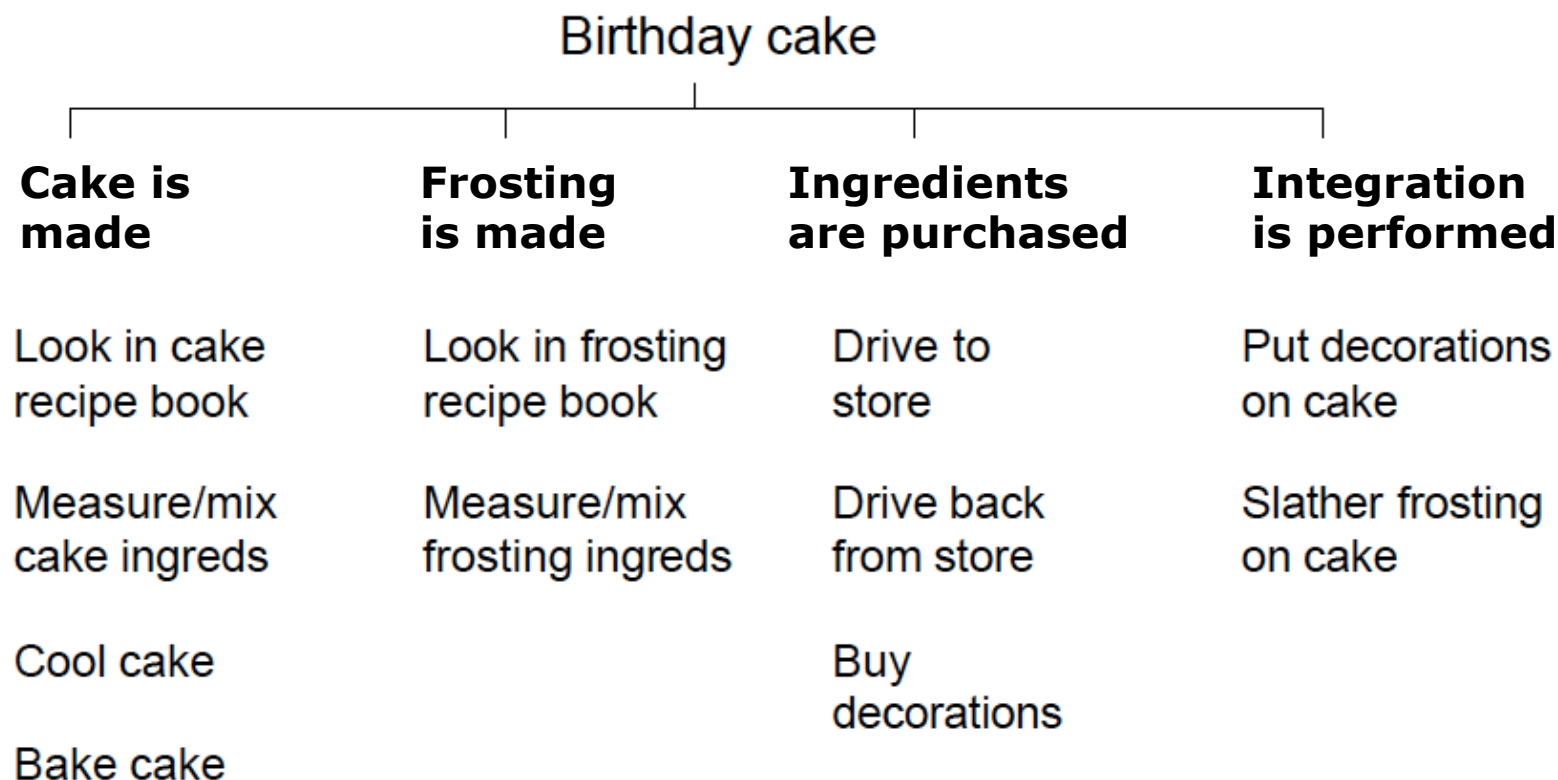 Birthday cake
Cake is
made
Frosting
is made
Ingredients
are purchased
Integration
is performed
Look in cake
recipe book
Measure/mix
cake ingreds
Cool cake
Bake cake
Look in frosting
recipe book
Measure/mix
frosting ingreds
Drive to
store
Drive back
from store
Buy
decorations
Put decorations
on cake
Slather frosting
on cake